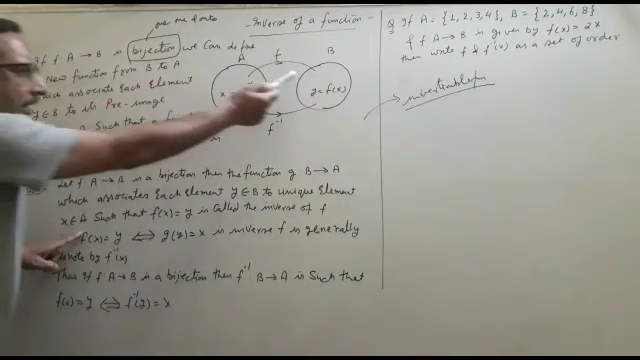 one one & onto
Inverse of a function -
If f A → B is bijection we Can define
New function from B to A
which associate Each Element
y ∈ B to its Pre-image
A Such that f
A
f
B
x
y = f(x)
f⁻¹
Let f A → B is a bijection then the function g B → A
which associates Each Element y ∈ B to unique Element
x ∈ A Such that f(x) = y is Called the inverse of f
f(x) = y ⟺ g(y) = x is inverse f is generally
denote by f⁻¹(x)
Thus if f A → B is a bijection then f⁻¹ B → A is Such that
f(x) = y ⟺ f⁻¹(y) = x
Q If A = {1, 2, 3, 4}, B = {2, 4, 6, 8}
& f A → B is given by f(x) = 2x
then write f & f⁻¹(x) as a set of order